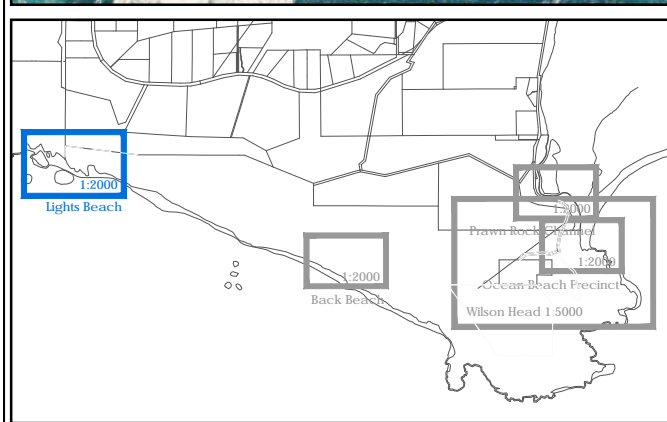 1:2000
Lights Beach
1:2000
Back Beach
1:2000
Prawn Rock Channel
1:2000
Ocean Beach Precinct
Wilson Head 1:5000